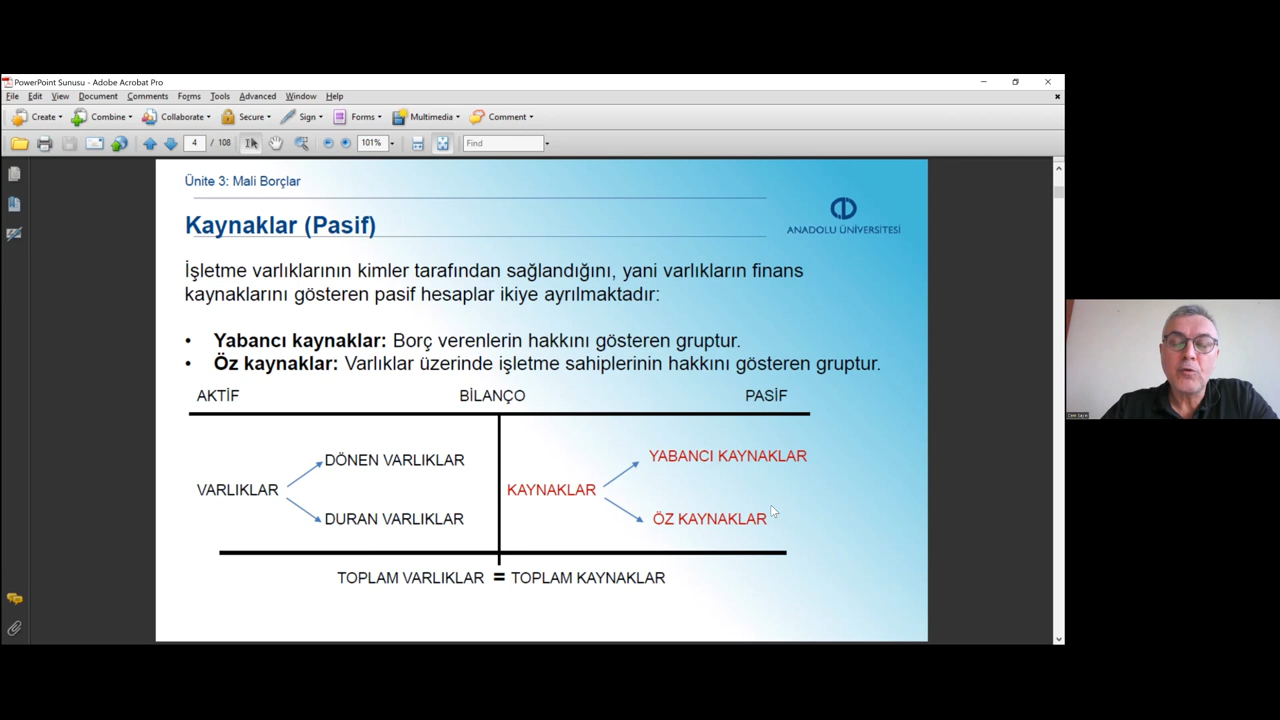 PowerPoint Sunusu - Adobe Acrobat Pro
File Edit View Document Comments Forms Tools Advanced Window Help
Create Combine Collaborate Secure Sign Forms Multimedia Comment
4 / 108 101% Find
Ünite 3: Mali Borçlar
Kaynaklar (Pasif)
ANADOLU ÜNİVERSİTESİ
İşletme varlıklarının kimler tarafından sağlandığını, yani varlıkların finans
kaynaklarını gösteren pasif hesaplar ikiye ayrılmaktadır:
• Yabancı kaynaklar: Borç verenlerin hakkını gösteren gruptur.
• Öz kaynaklar: Varlıklar üzerinde işletme sahiplerinin hakkını gösteren gruptur.
AKTİF BİLANÇO PASİF
DÖNEN VARLIKLAR YABANCI KAYNAKLAR
VARLIKLAR KAYNAKLAR
DURAN VARLIKLAR ÖZ KAYNAKLAR
TOPLAM VARLIKLAR = TOPLAM KAYNAKLAR